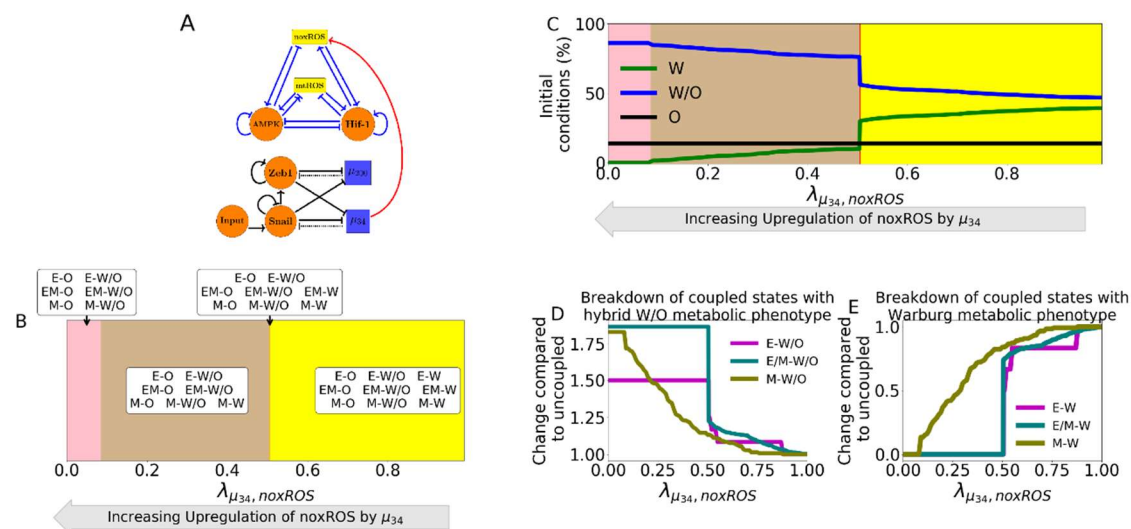 A
noxROS
mtROS
AMPK
Hif-1
Zeb1
μ200
Input
Snail
μ34
C
Initial
conditions (%)
100
50
0
W
W/O
O
0.0 0.2 0.4 0.6 0.8
λμ34, noxROS
Increasing Upregulation of noxROS by μ34
B
E-O E-W/O
EM-O EM-W/O
M-O M-W/O
E-O E-W/O
EM-O EM-W/O EM-W
M-O M-W/O M-W
E-O E-W/O
EM-O EM-W/O
M-O M-W/O M-W
E-O E-W/O E-W
EM-O EM-W/O EM-W
M-O M-W/O M-W
0.0 0.2 0.4 0.6 0.8
λμ34, noxROS
Increasing Upregulation of noxROS by μ34
D
Breakdown of coupled states with
hybrid W/O metabolic phenotype
Change compared
to uncoupled
1.75
1.50
1.25
1.00
E-W/O
E/M-W/O
M-W/O
0.00 0.25 0.50 0.75 1.00
λμ34, noxROS
E
Breakdown of coupled states with
Warburg metabolic phenotype
Change compared
to uncoupled
1.0
0.5
0.0
E-W
E/M-W
M-W
0.00 0.25 0.50 0.75 1.00
λμ34, noxROS